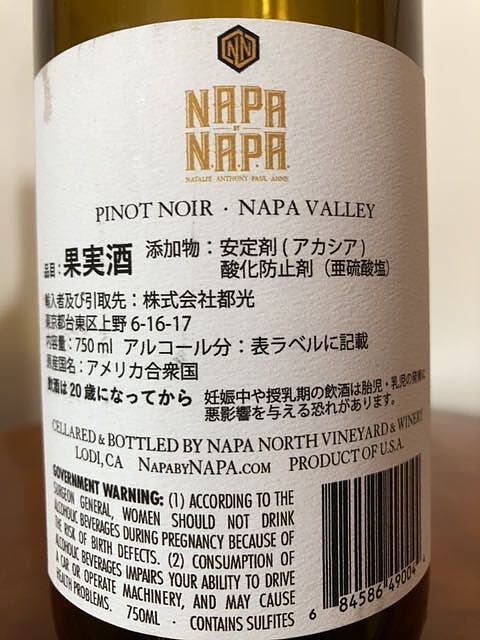 NAPA
BY
N.A.P.A.
NATALIE ANTHONY PAUL ANNE
PINOT NOIR · NAPA VALLEY
品目：果実酒 添加物：安定剤(アカシア)
酸化防止剤（亜硫酸塩）
輸入者及び引取先：株式会社都光
東京都台東区上野6-16-17
内容量：750ml アルコール分：表ラベルに記載
原産国名：アメリカ合衆国
飲酒は20歳になってから 妊娠中や授乳期の飲酒は胎児・乳児の発育に
悪影響を与える恐れがあります。
CELLARED & BOTTLED BY NAPA NORTH VINEYARD & WINERY
LODI, CA NAPABYNAPA.COM PRODUCT OF U.S.A.
GOVERNMENT WARNING: (1) ACCORDING TO THE
SURGEON GENERAL, WOMEN SHOULD NOT DRINK
ALCOHOLIC BEVERAGES DURING PREGNANCY BECAUSE OF
THE RISK OF BIRTH DEFECTS. (2) CONSUMPTION OF
ALCOHOLIC BEVERAGES IMPAIRS YOUR ABILITY TO DRIVE
A CAR OR OPERATE MACHINERY, AND MAY CAUSE
HEALTH PROBLEMS. 750ML · CONTAINS SULFITES
6 84586 49004 4